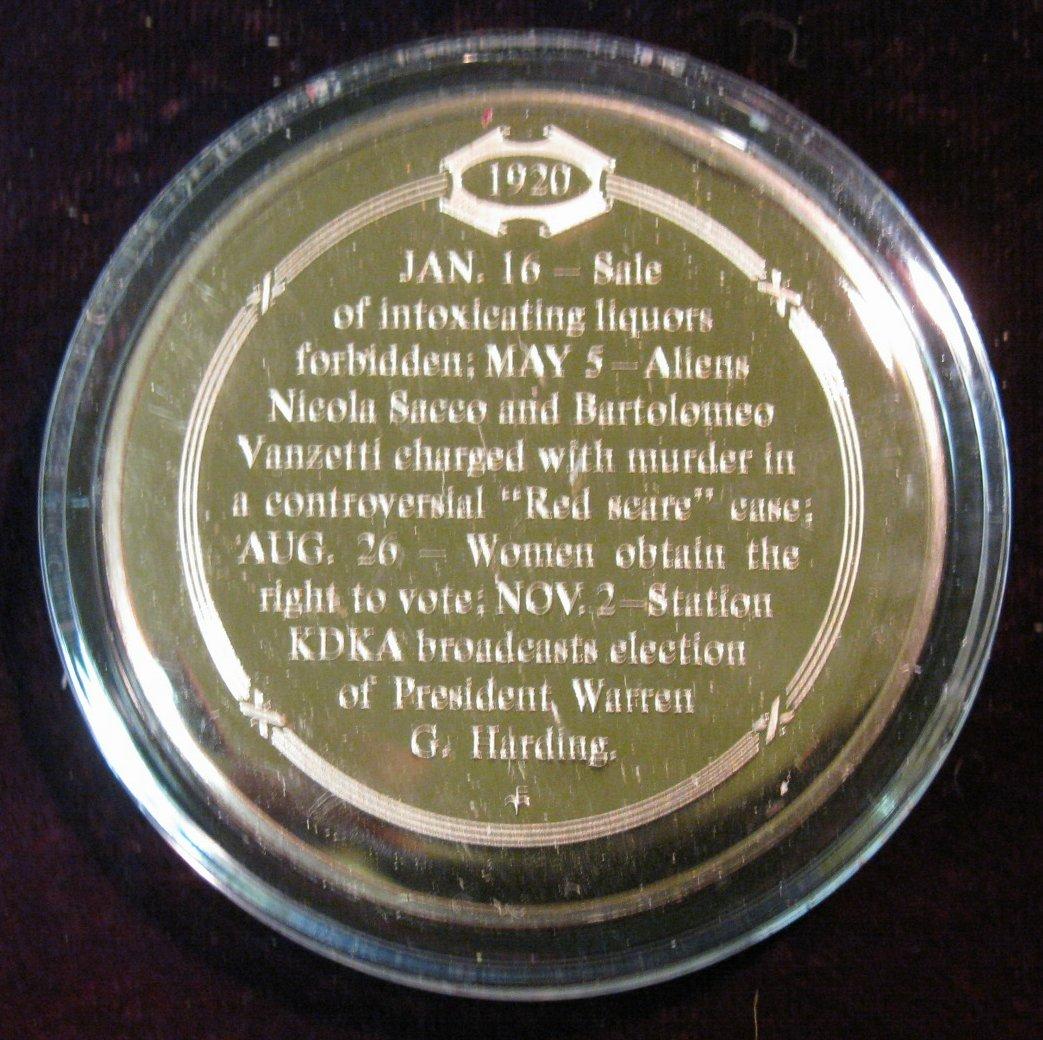 1920
JAN. 16 — Sale
of intoxicating liquors
forbidden; MAY 5—Aliens
Nicola Sacco and Bartolomeo
Vanzetti charged with murder in
a controversial “Red scare” case;
AUG. 26 — Women obtain the
right to vote; NOV. 2—Station
KDKA broadcasts election
of President Warren
G. Harding.